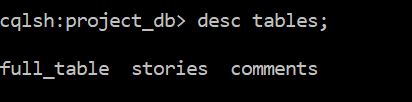 cqlsh:project_db> desc tables;
full_table  stories  comments